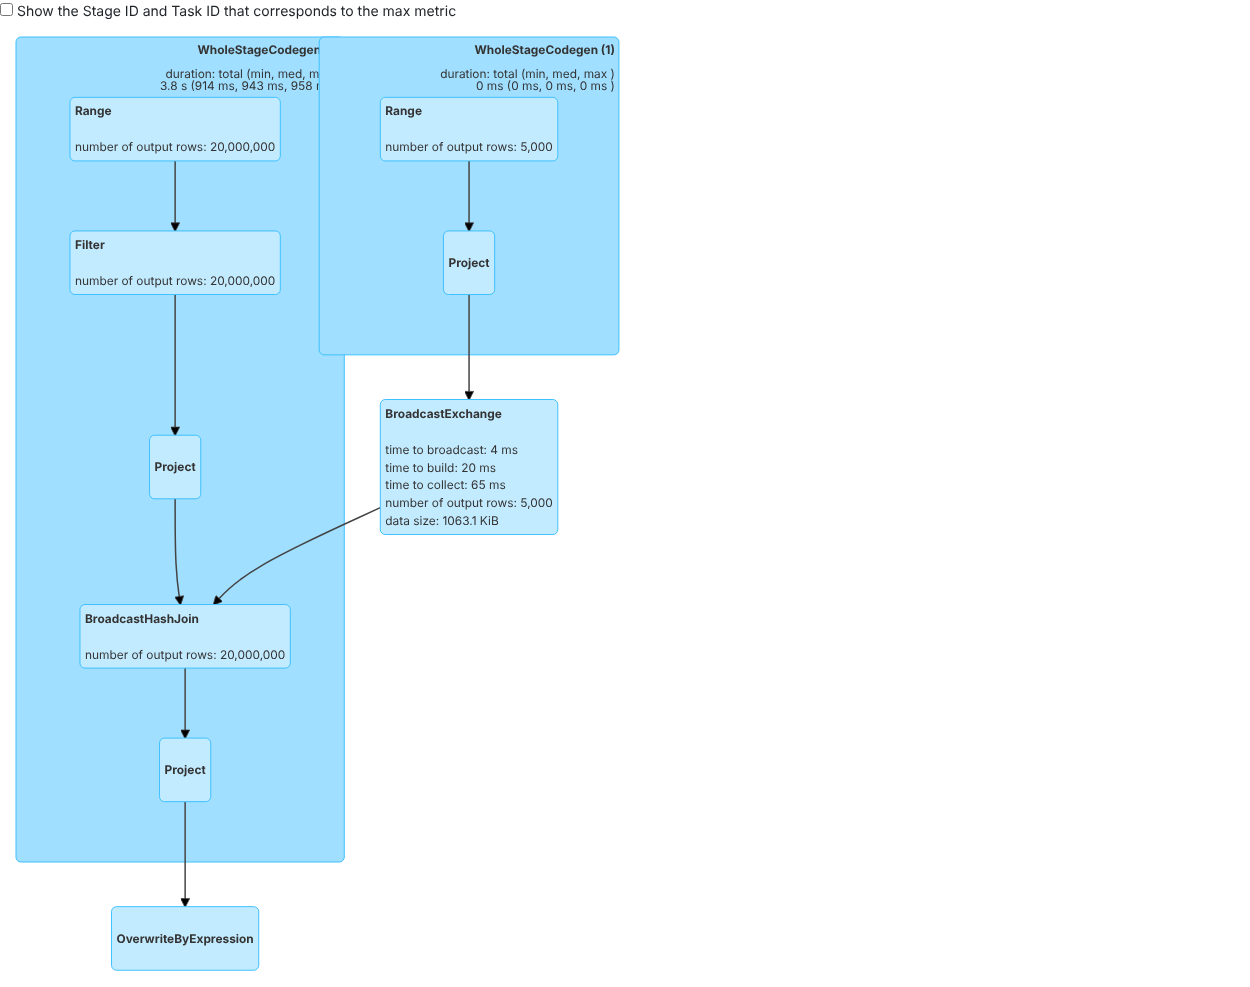 Show the Stage ID and Task ID that corresponds to the max metric
WholeStageCodegen
duration: total (min, med, m
3.8 s (914 ms, 943 ms, 958
Range
number of output rows: 20,000,000
Filter
number of output rows: 20,000,000
Project
BroadcastHashJoin
number of output rows: 20,000,000
Project
OverwriteByExpression
WholeStageCodegen (1)
duration: total (min, med, max )
0 ms (0 ms, 0 ms, 0 ms )
Range
number of output rows: 5,000
Project
BroadcastExchange
time to broadcast: 4 ms
time to build: 20 ms
time to collect: 65 ms
number of output rows: 5,000
data size: 1063.1 KiB